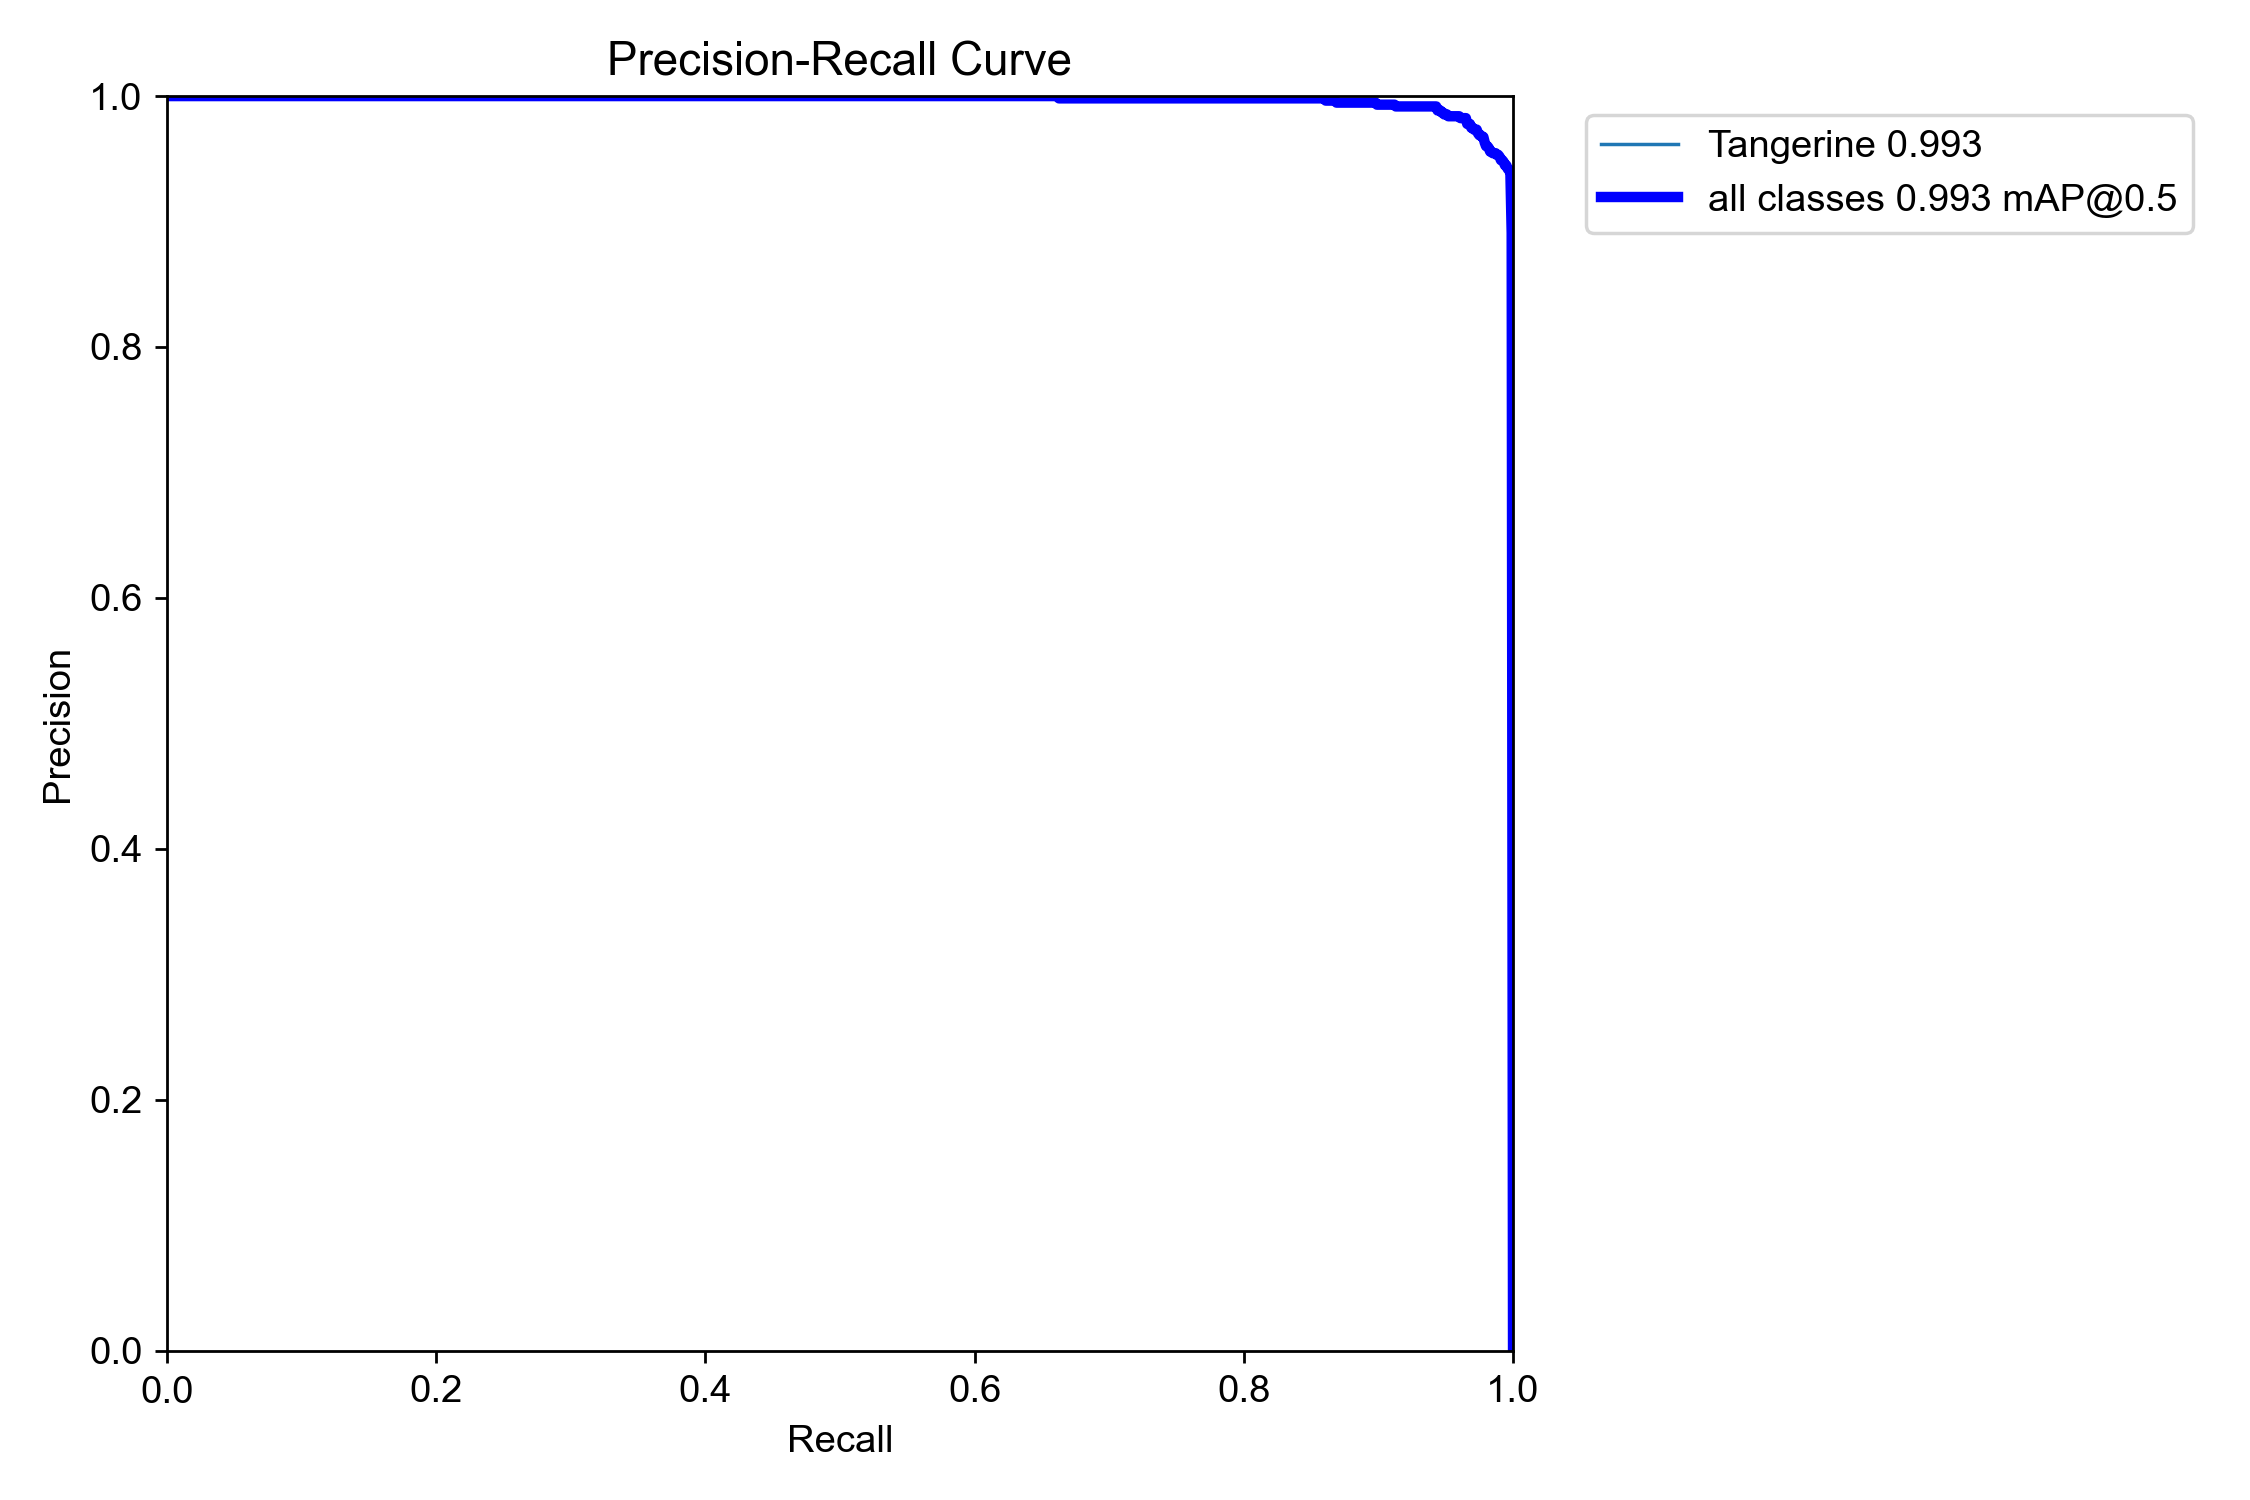 Precision-Recall Curve
1.0
0.8
0.6
0.4
0.2
0.0
Precision
0.0 0.2 0.4 0.6 0.8 1.0
Recall
Tangerine 0.993
all classes 0.993 mAP@0.5